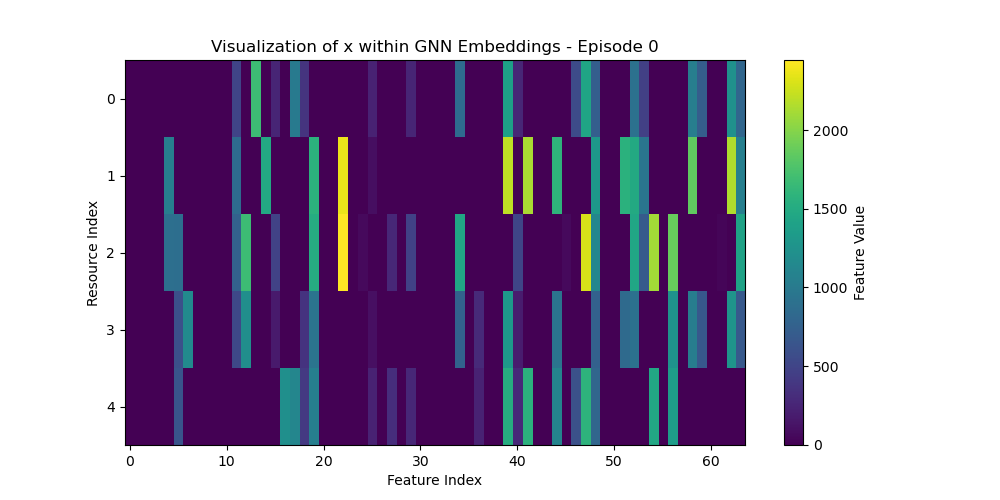 Visualization of x within GNN Embeddings - Episode 0
Resource Index
0
1
2
3
4
0 10 20 30 40 50 60
Feature Index
2000
1500
1000
500
0
Feature Value